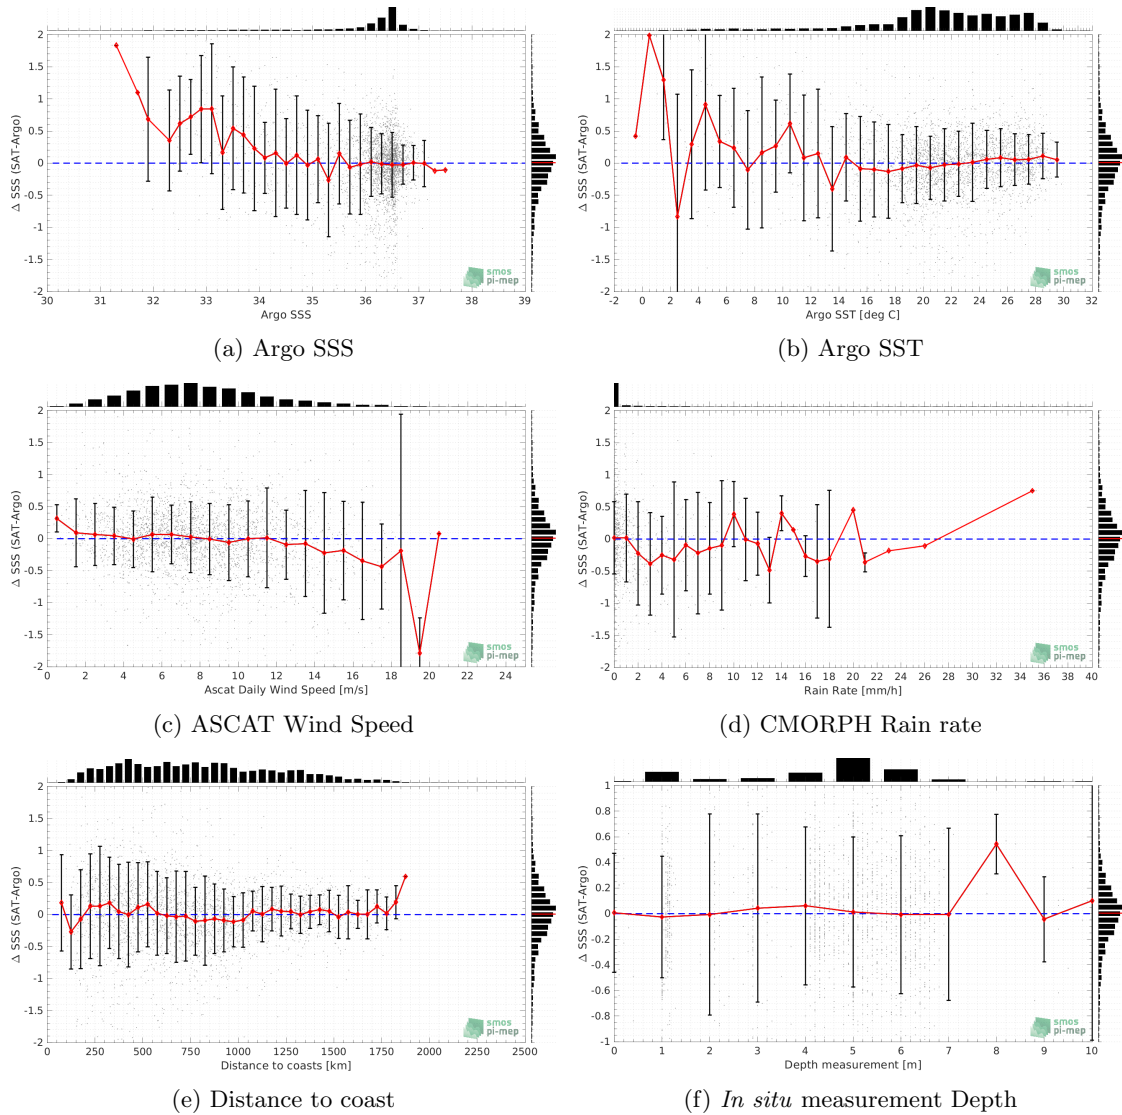 2
1.5
1
0.5
0
-0.5
-1
-1.5
-2
Δ SSS (SAT-Argo)
30 31 32 33 34 35 36 37 38 39
Argo SSS
smos
pi-mep
(a) Argo SSS
2
1.5
1
0.5
0
-0.5
-1
-1.5
-2
Δ SSS (SAT-Argo)
-2 0 2 4 6 8 10 12 14 16 18 20 22 24 26 28 30 32
Argo SST [deg C]
smos
pi-mep
(b) Argo SST
2
1.5
1
0.5
0
-0.5
-1
-1.5
-2
Δ SSS (SAT-Argo)
0 2 4 6 8 10 12 14 16 18 20 22 24
Ascat Daily Wind Speed [m/s]
smos
pi-mep
(c) ASCAT Wind Speed
2
1.5
1
0.5
0
-0.5
-1
-1.5
-2
Δ SSS (SAT-Argo)
0 2 4 6 8 10 12 14 16 18 20 22 24 26 28 30 32 34 36 38 40
Rain Rate [mm/h]
smos
pi-mep
(d) CMORPH Rain rate
2
1.5
1
0.5
0
-0.5
-1
-1.5
-2
Δ SSS (SAT-Argo)
0 250 500 750 1000 1250 1500 1750 2000 2250 2500
Distance to coasts [km]
smos
pi-mep
(e) Distance to coast
1
0.8
0.6
0.4
0.2
0
-0.2
-0.4
-0.6
-0.8
-1
Δ SSS (SAT-Argo)
0 1 2 3 4 5 6 7 8 9 10
Depth measurement [m]
smos
pi-mep
(f) In situ measurement Depth